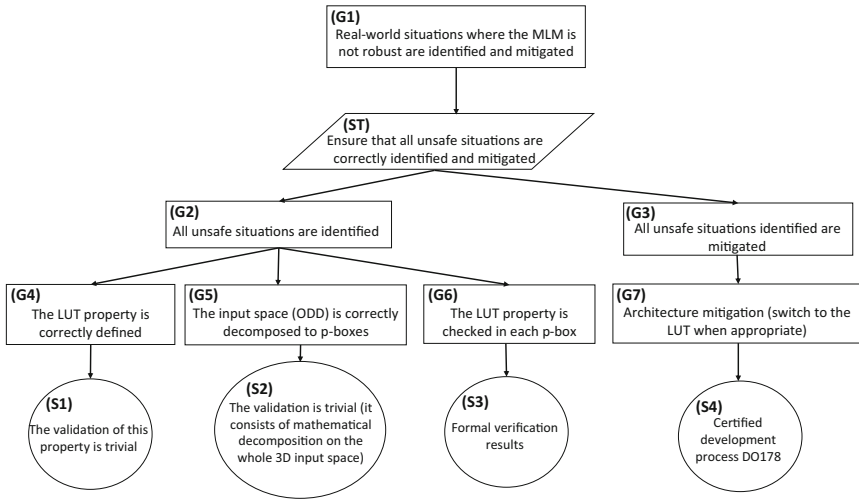 (G1)
Real-world situations where the MLM is
not robust are identified and mitigated
(ST)
Ensure that all unsafe situations are
correctly identified and mitigated
(G2)
All unsafe situations are identified
(G3)
All unsafe situations identified are
mitigated
(G4)
The LUT property is
correctly defined
(G5)
The input space (ODD) is correctly
decomposed to p-boxes
(G6)
The LUT property is
checked in each p-box
(G7)
Architecture mitigation (switch to the
LUT when appropriate)
(S1)
The validation of this
property is trivial
(S2)
The validation is trivial (it
consists of mathematical
decomposition on the
whole 3D input space)
(S3)
Formal verification
results
(S4)
Certified
development
process DO178